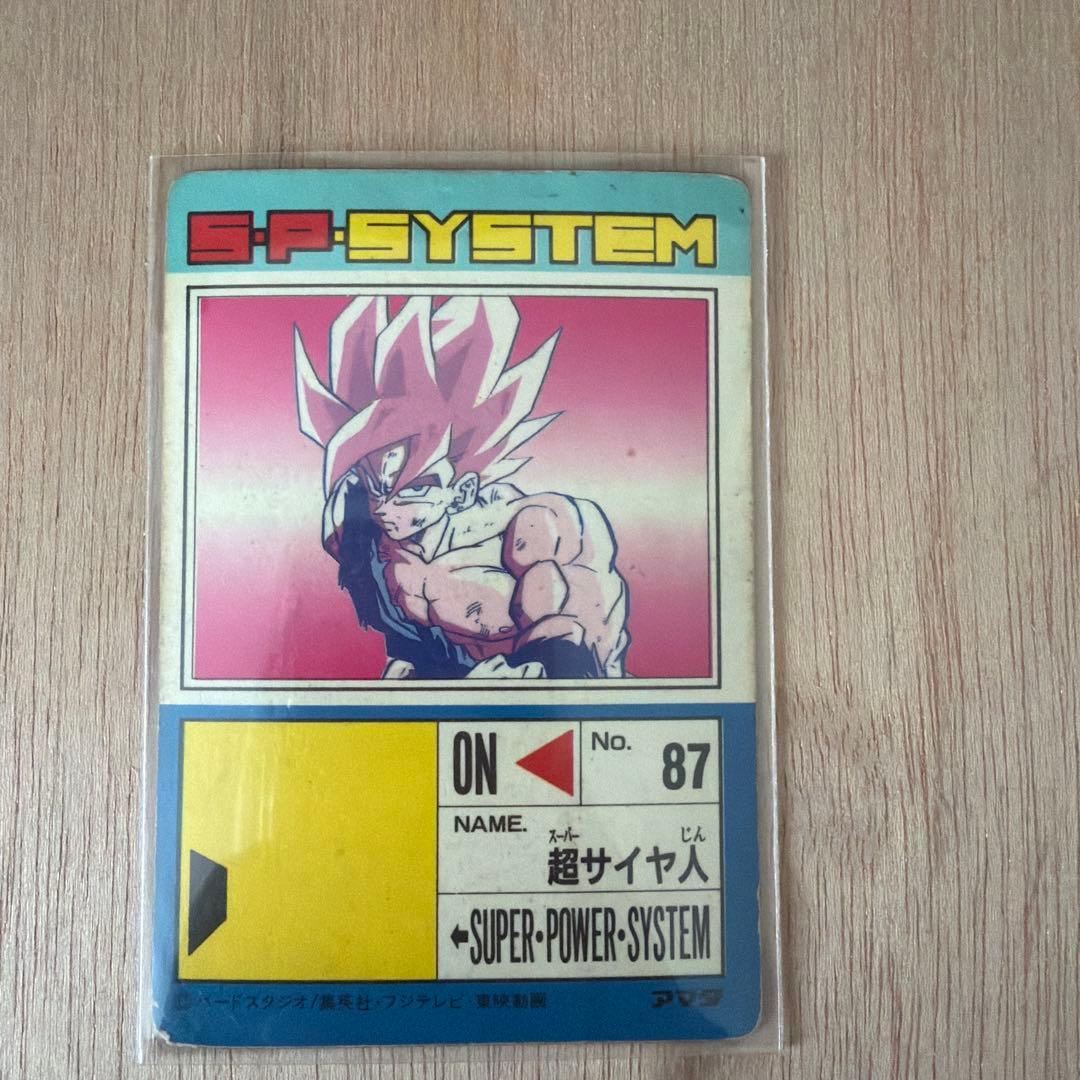 S·P·SYSTEM
ON
No. 87
NAME.
スーパー じん
超サイヤ人
←SUPER·POWER·SYSTEM
©バードスタジオ/集英社・フジテレビ・東映動画 アマダ